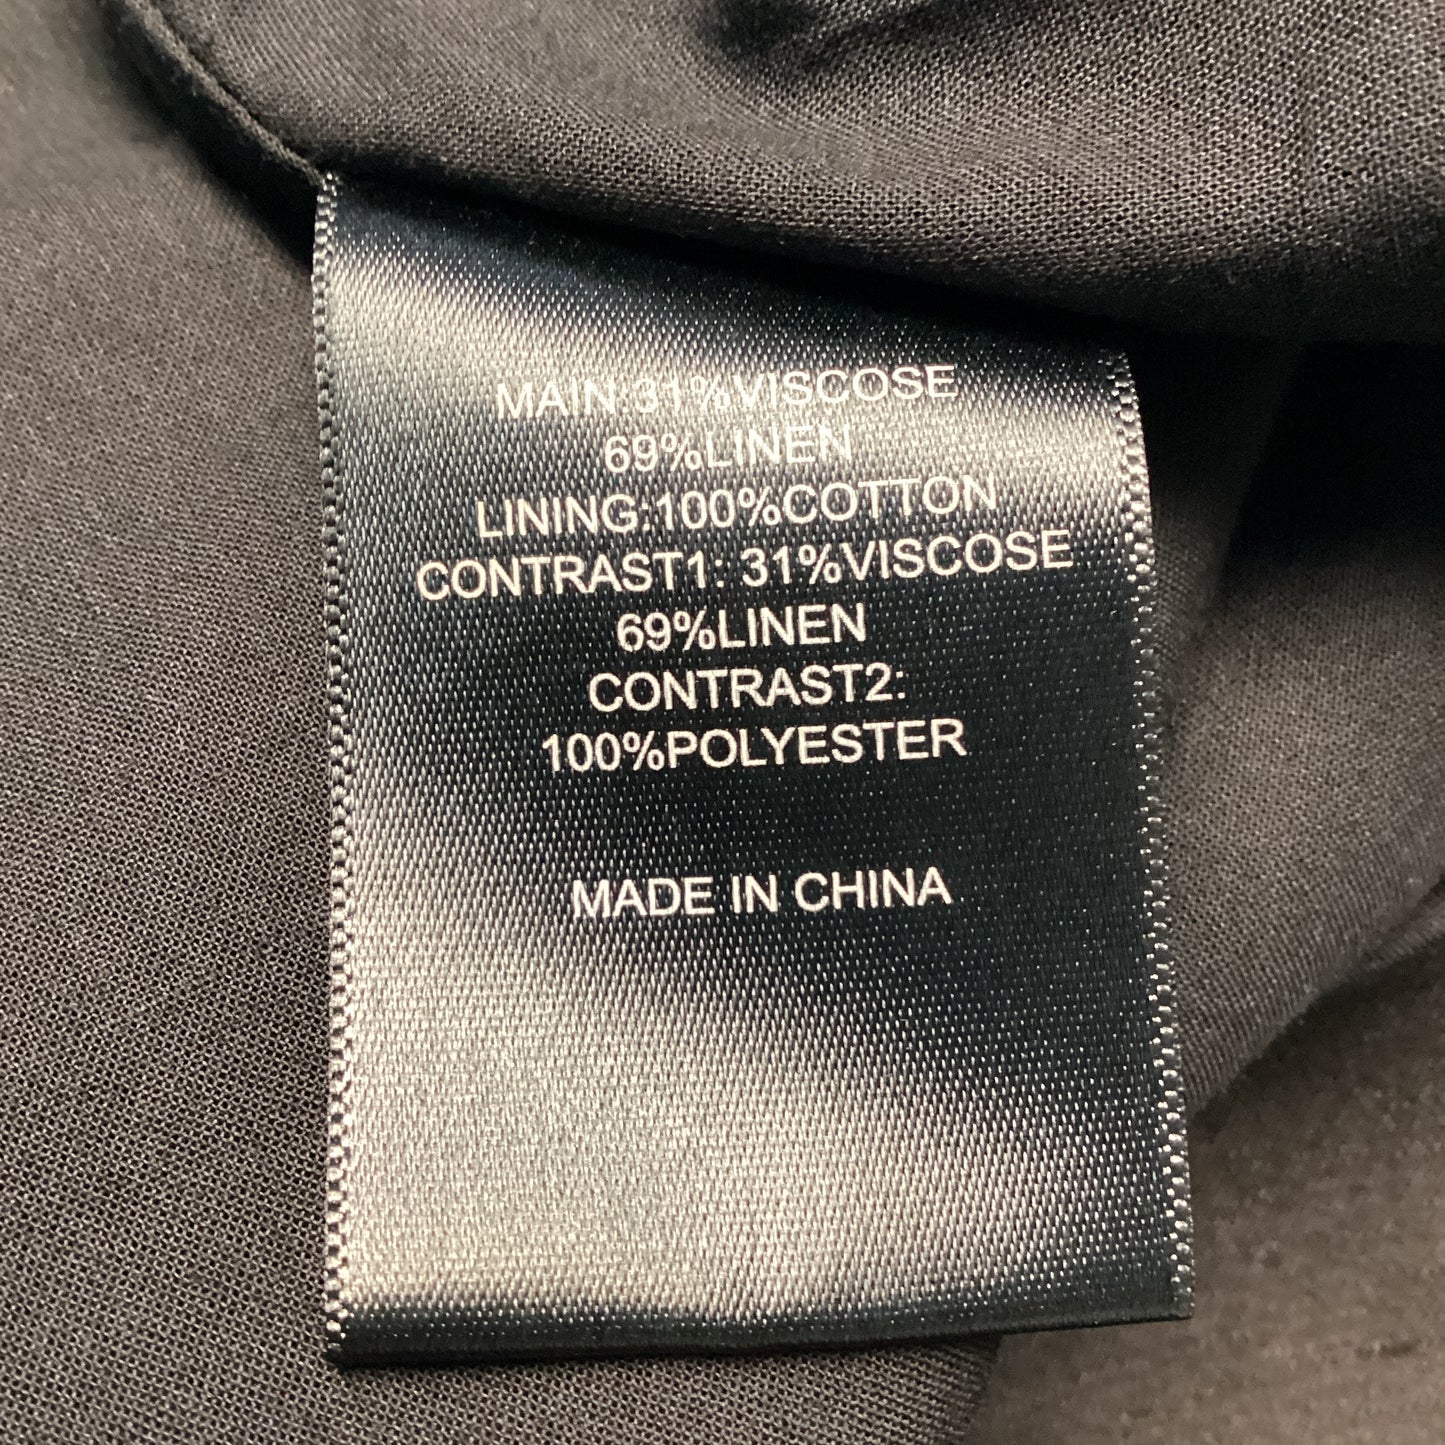 MAIN:31%VISCOSE
69%LINEN
LINING:100%COTTON
CONTRAST1: 31%VISCOSE
69%LINEN
CONTRAST2:
100%POLYESTER
MADE IN CHINA